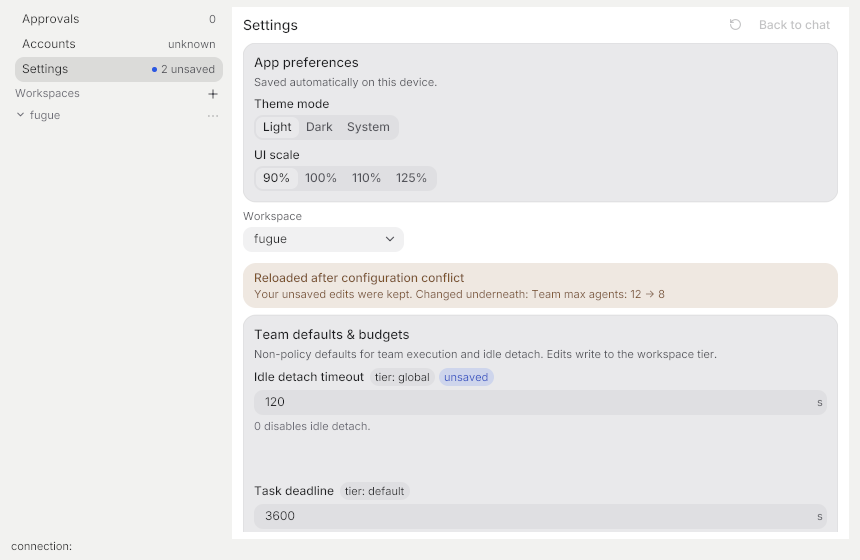 Approvals 0
Accounts unknown
Settings 2 unsaved
Workspaces +
fugue ...
connection:
Settings Back to chat
App preferences
Saved automatically on this device.
Theme mode
Light Dark System
UI scale
90% 100% 110% 125%
Workspace
fugue
Reloaded after configuration conflict
Your unsaved edits were kept. Changed underneath: Team max agents: 12 → 8
Team defaults & budgets
Non-policy defaults for team execution and idle detach. Edits write to the workspace tier.
Idle detach timeout tier: global unsaved
120 s
0 disables idle detach.
Task deadline tier: default
3600 s